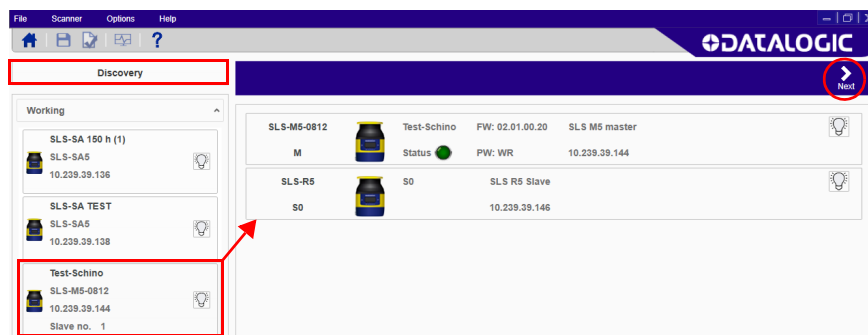 File Scanner Options Help
? DATALOGIC
Discovery
Next
Working
SLS-SA 150 h (1)
SLS-SA5
10.239.39.136
SLS-SA TEST
SLS-SA5
10.239.39.138
Test-Schino
SLS-M5-0812
10.239.39.144
Slave no. 1
SLS-M5-0812 Test-Schino FW: 02.01.00.20 SLS M5 master
M Status PW: WR 10.239.39.144
SLS-R5 S0 SLS R5 Slave
S0 10.239.39.146